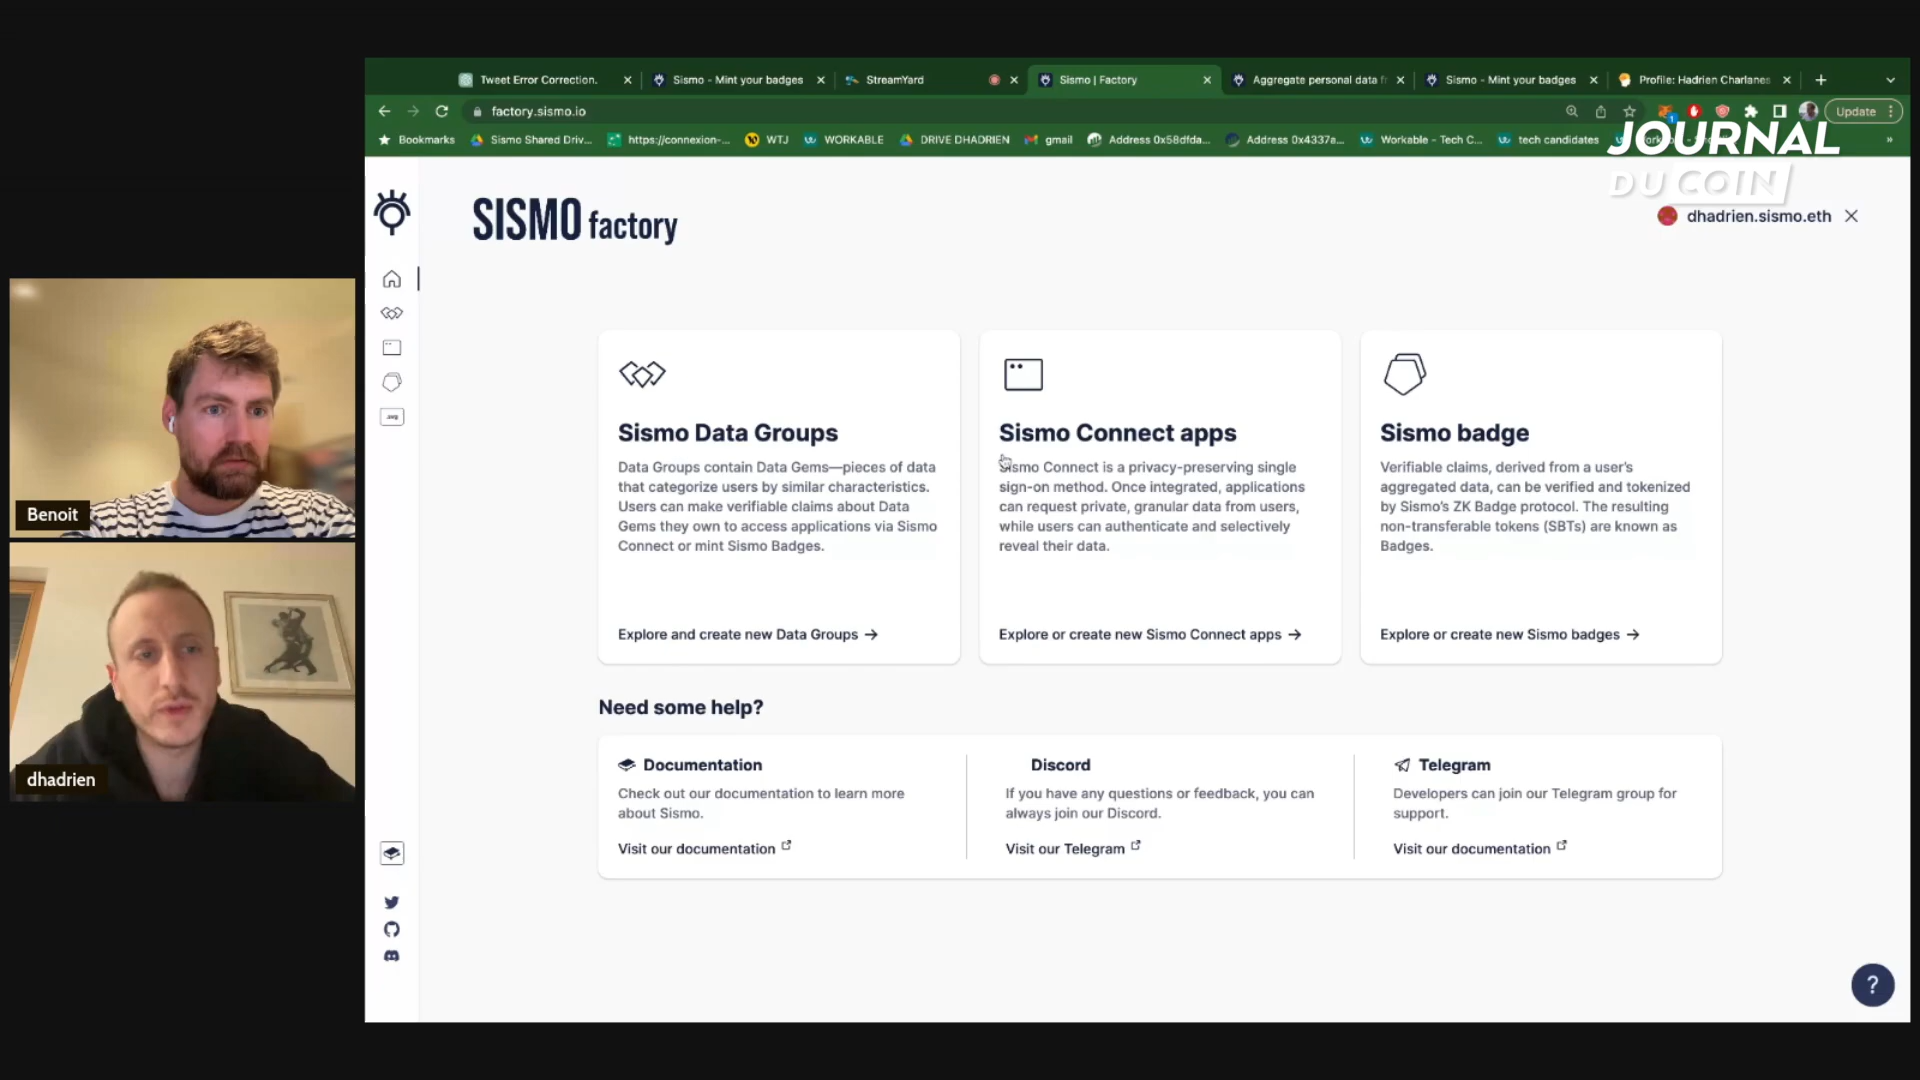 Tweet Error Correction.
Sismo - Mint your badges
StreamYard
Sismo | Factory
Aggregate personal data f
Sismo - Mint your badges
Profile: Hadrien Charlanes
factory.sismo.io
Update
Bookmarks
Sismo Shared Driv...
https://connexion-...
WTJ
WORKABLE
DRIVE DHADRIEN
gmail
Address 0x58dfda...
Address 0x4337a...
Workable - Tech C...
tech candidates
JOURNAL
DU COIN
SISMO factory
dhadrien.sismo.eth
Sismo Data Groups
Data Groups contain Data Gems—pieces of data
that categorize users by similar characteristics.
Users can make verifiable claims about Data
Gems they own to access applications via Sismo
Connect or mint Sismo Badges.
Explore and create new Data Groups →
Sismo Connect apps
Sismo Connect is a privacy-preserving single
sign-on method. Once integrated, applications
can request private, granular data from users,
while users can authenticate and selectively
reveal their data.
Explore or create new Sismo Connect apps →
Sismo badge
Verifiable claims, derived from a user's
aggregated data, can be verified and tokenized
by Sismo's ZK Badge protocol. The resulting
non-transferable tokens (SBTs) are known as
Badges.
Explore or create new Sismo badges →
Need some help?
Documentation
Check out our documentation to learn more
about Sismo.
Visit our documentation
Discord
If you have any questions or feedback, you can
always join our Discord.
Visit our Telegram
Telegram
Developers can join our Telegram group for
support.
Visit our documentation
?
Benoit
dhadrien